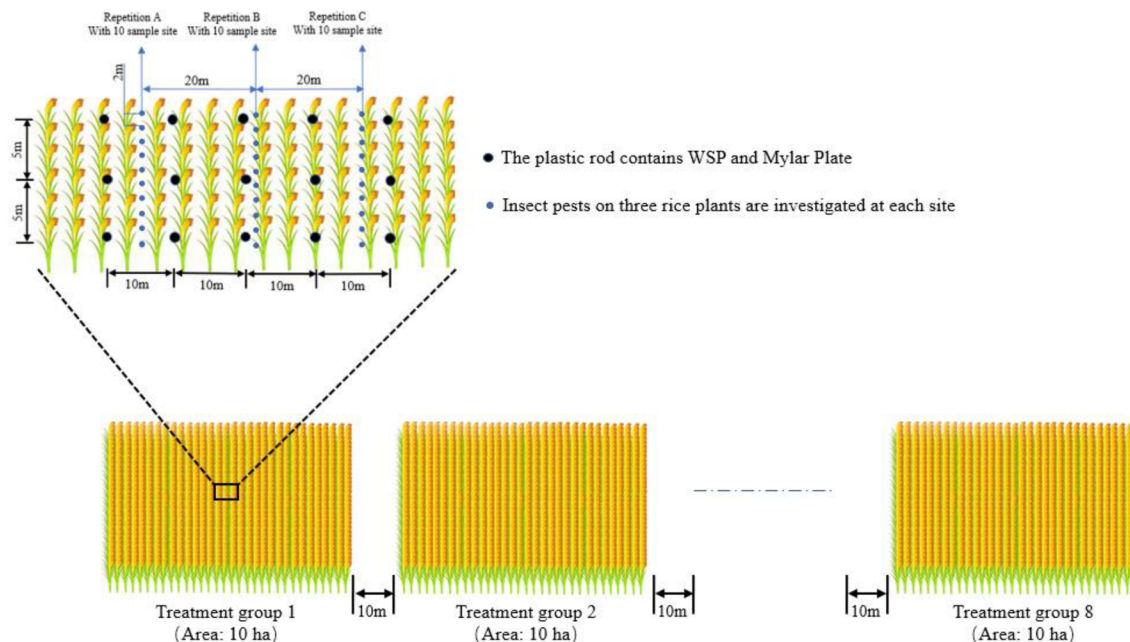 Repetition A
With 10 sample site
Repetition B
With 10 sample site
Repetition C
With 10 sample site
2m
20m
20m
5m
5m
10m
10m
10m
10m
The plastic rod contains WSP and Mylar Plate
Insect pests on three rice plants are investigated at each site
10m
10m
10m
Treatment group 1
(Area: 10 ha)
Treatment group 2
(Area: 10 ha)
Treatment group 8
(Area: 10 ha)